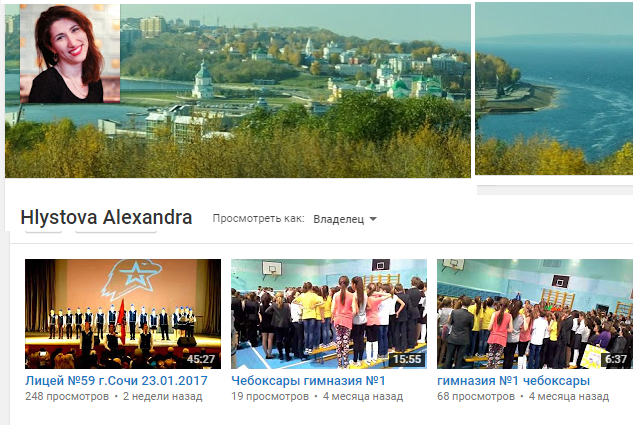 Hlystova Alexandra
Просмотреть как: Владелец
45:27
15:55
6:37
Лицей №59 г.Сочи 23.01.2017
Чебоксары гимназия №1
гимназия №1 чебоксары
248 просмотров • 2 недели назад
19 просмотров • 4 месяца назад
68 просмотров • 4 месяца назад